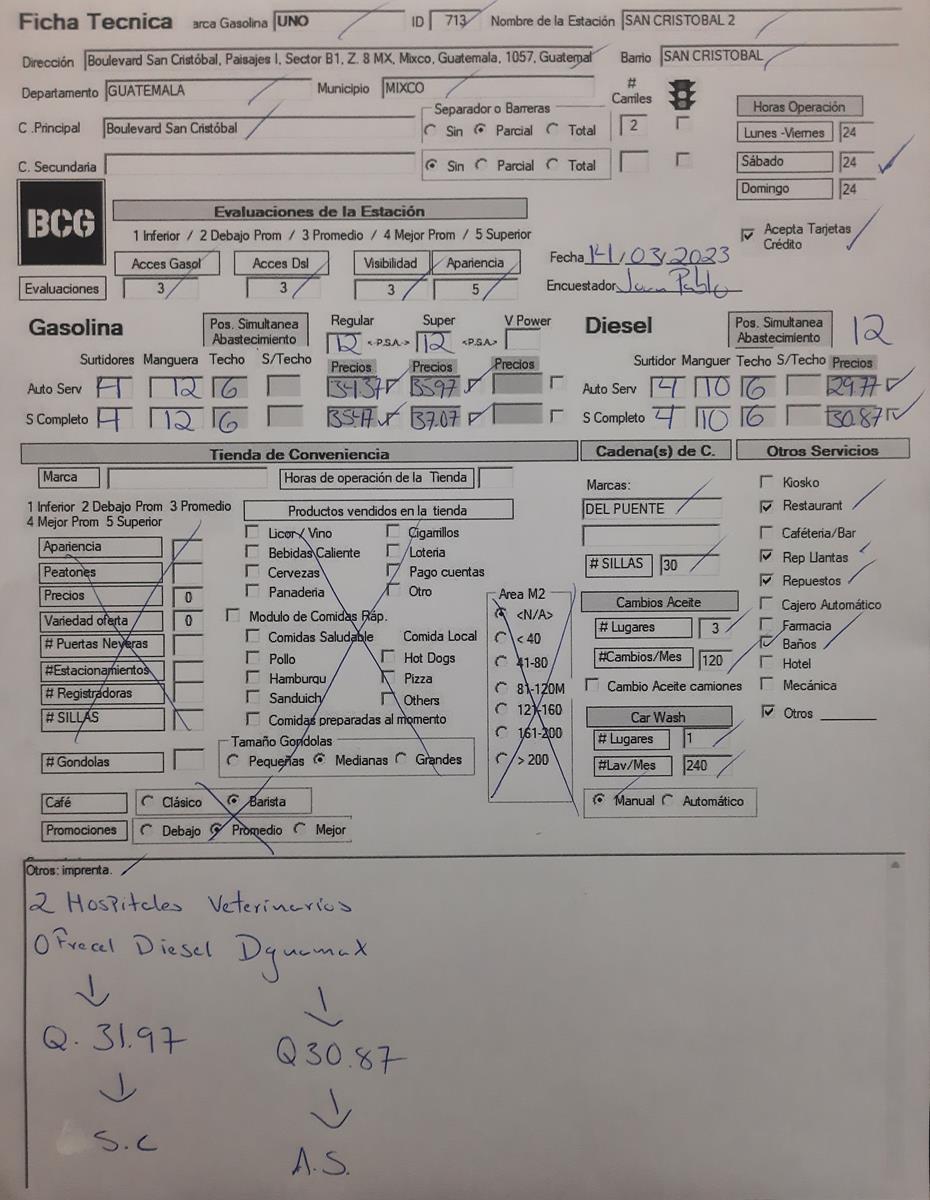 Ficha Tecnica arca Gasolina UNO ID 713 Nombre de la Estación SAN CRISTOBAL 2
Dirección Boulevard San Cristóbal, Paisajes I, Sector B1, Z. 8 MX, Mixco, Guatemala, 1057, Guatemal Barrio SAN CRISTOBAL
Departamento GUATEMALA Municipio MIXCO # Carriles
Separador o Barreras Horas Operación
C .Principal Boulevard San Cristóbal Sin Parcial Total 2 Lunes -Viernes 24
C. Secundaria Sin Parcial Total Sábado 24
Domingo 24
BCG Evaluaciones de la Estación
1 Inferior / 2 Debajo Prom / 3 Promedio / 4 Mejor Prom / 5 Superior Acepta Tarjetas Crédito
Acces Gasol Acces Dsl Visibilidad Apariencia Fecha 14/03/2023
Evaluaciones 3 3 3 5 Encuestador Juan Pablo
Gasolina Pos. Simultanea Abastecimiento Regular 12 <-P.S.A.-> Super 12 <-P.S.A.-> V Power Diesel Pos. Simultanea Abastecimiento 12
Surtidores Manguera Techo S/Techo Precios Precios Precios Surtidor Manguer Techo S/Techo Precios
Auto Serv 4 12 6 34.37 35.97 Auto Serv 4 10 6 29.77
S Completo 4 12 6 35.47 37.07 S Completo 4 10 6 30.87
Tienda de Conveniencia Cadena(s) de C. Otros Servicios
Marca Horas de operación de la Tienda
1 Inferior 2 Debajo Prom 3 Promedio
4 Mejor Prom 5 Superior
Apariencia
Peatones
Precios 0
Variedad oferta 0
# Puertas Neveras
#Estacionamientos
# Registradoras
# SILLAS
# Gondolas
Productos vendidos en la tienda
Licor / Vino Cigarrillos
Bebidas Caliente Loteria
Cervezas Pago cuentas
Panaderia Otro
Modulo de Comidas Ráp.
Comidas Saludable Comida Local
Pollo Hot Dogs
Hamburqu Pizza
Sanduich Others
Comidas preparadas al momento
Tamaño Gondolas
Pequeñas Medianas Grandes
Area M2
<N/A>
< 40
41-80
81-120M
121-160
161-200
> 200
Café Clásico Barista
Promociones Debajo Promedio Mejor
Marcas:
DEL PUENTE
# SILLAS 30
Cambios Aceite
# Lugares 3
#Cambios/Mes 120
Cambio Aceite camiones
Car Wash
# Lugares 1
#Lav/Mes 240
Manual Automático
Kiosko
Restaurant
Caféteria/Bar
Rep Llantas
Repuestos
Cajero Automático
Farmacia
Baños
Hotel
Mecánica
Otros
Otros: imprenta.
2 Hospitales Veterinarios
Ofrecel Diesel Dynamax
Q. 31.97 Q30.87
S.C A.S.